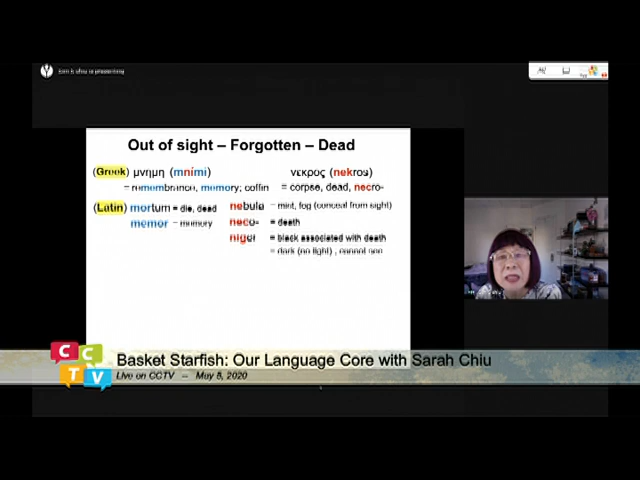 Out of sight – Forgotten – Dead
(Greek) μνημη (mními)
= remembrance, memory; coffin
νεκρος (nekros)
= corpse, dead, necro-
(Latin) mortum = die, dead
memor – memory
nebula – mint, fog (conceal from sight)
neco- = death
niger = black associated with death
= dark (no light) , cannot see
CCTV
Basket Starfish: Our Language Core with Sarah Chiu
Live on CCTV – May 8, 2020